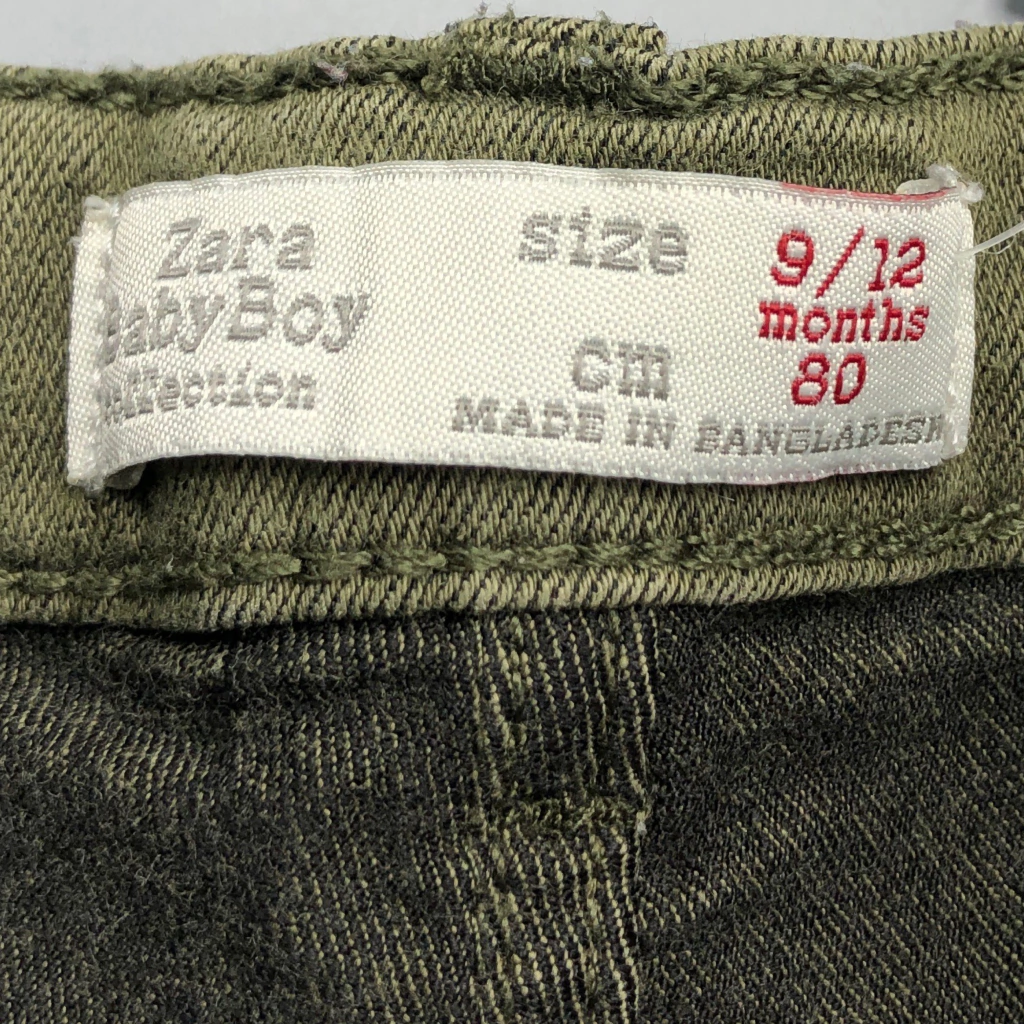 Zara
BabyBoy
Collection
size
cm
MADE IN BANGLADESH
9/12
months
80